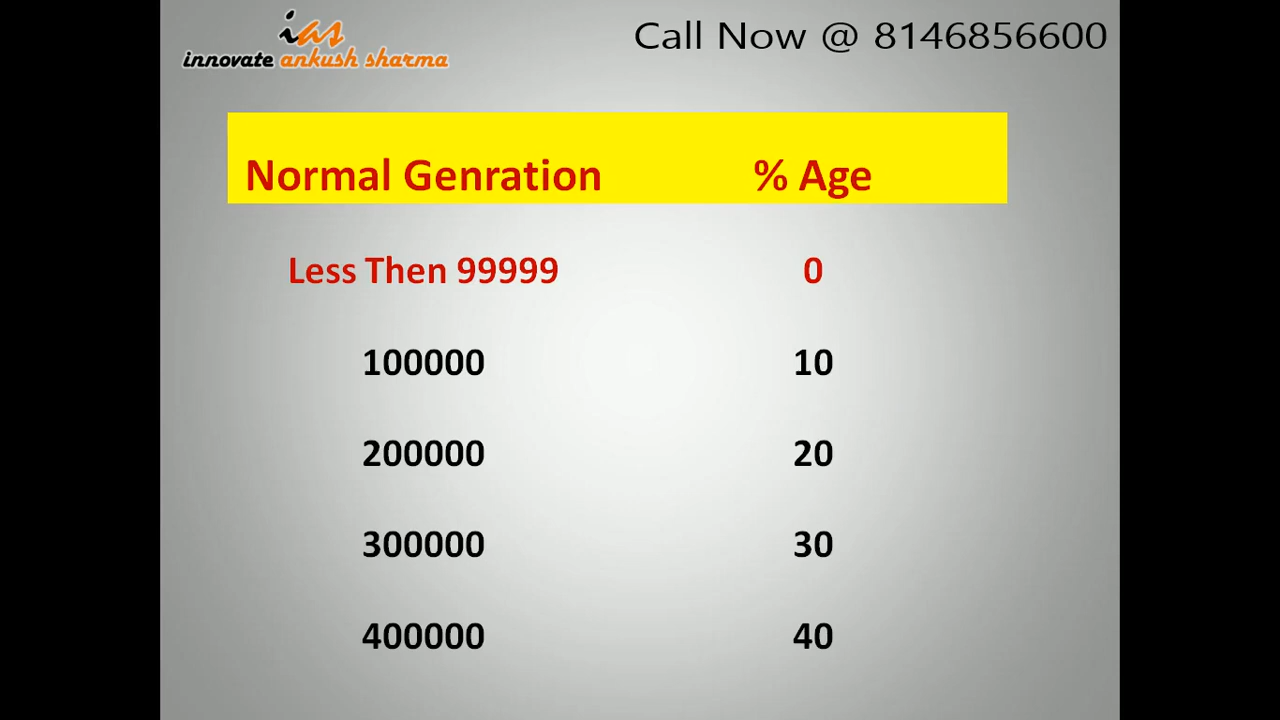 ias
innovate ankush sharma
Call Now @ 8146856600
Normal Genration % Age
Less Then 99999 0
100000 10
200000 20
300000 30
400000 40